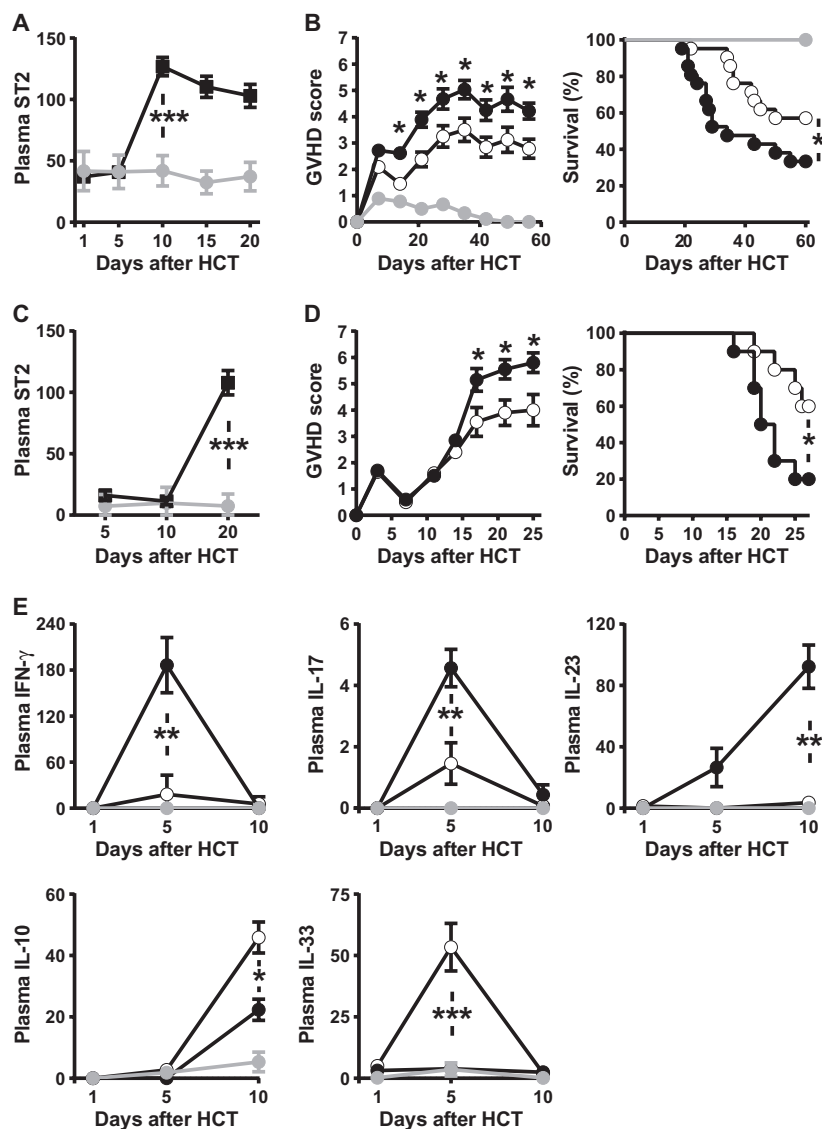 A
Plasma ST2
150
100
50
0
***
1 5 10 15 20
Days after HCT
B
GVHD score
7
6
5
4
3
2
1
0
* * * * * * *
0 20 40 60
Days after HCT
Survival (%)
100
80
60
40
20
0
*
0 20 40 60
Days after HCT
C
Plasma ST2
150
100
50
0
***
5 10 20
Days after HCT
D
GVHD score
7
6
5
4
3
2
1
0
* * *
0 5 10 15 20 25
Days after HCT
Survival (%)
100
80
60
40
20
0
*
0 5 10 15 20 25
Days after HCT
E
Plasma IFN-γ
240
180
120
60
0
**
1 5 10
Days after HCT
Plasma IL-17
6
4
2
0
**
1 5 10
Days after HCT
Plasma IL-23
120
80
40
0
**
1 5 10
Days after HCT
Plasma IL-10
60
40
20
0
*
1 5 10
Days after HCT
Plasma IL-33
75
50
25
0
***
1 5 10
Days after HCT